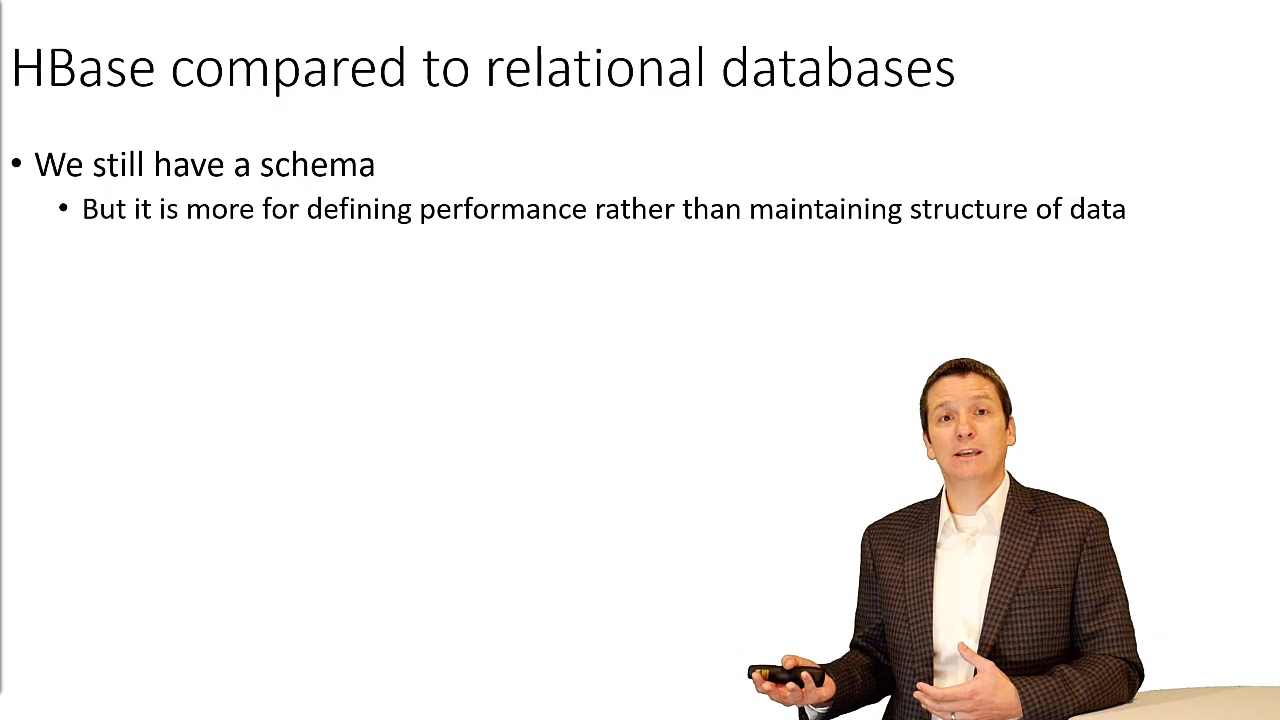 HBase compared to relational databases
• We still have a schema
• But it is more for defining performance rather than maintaining structure of data